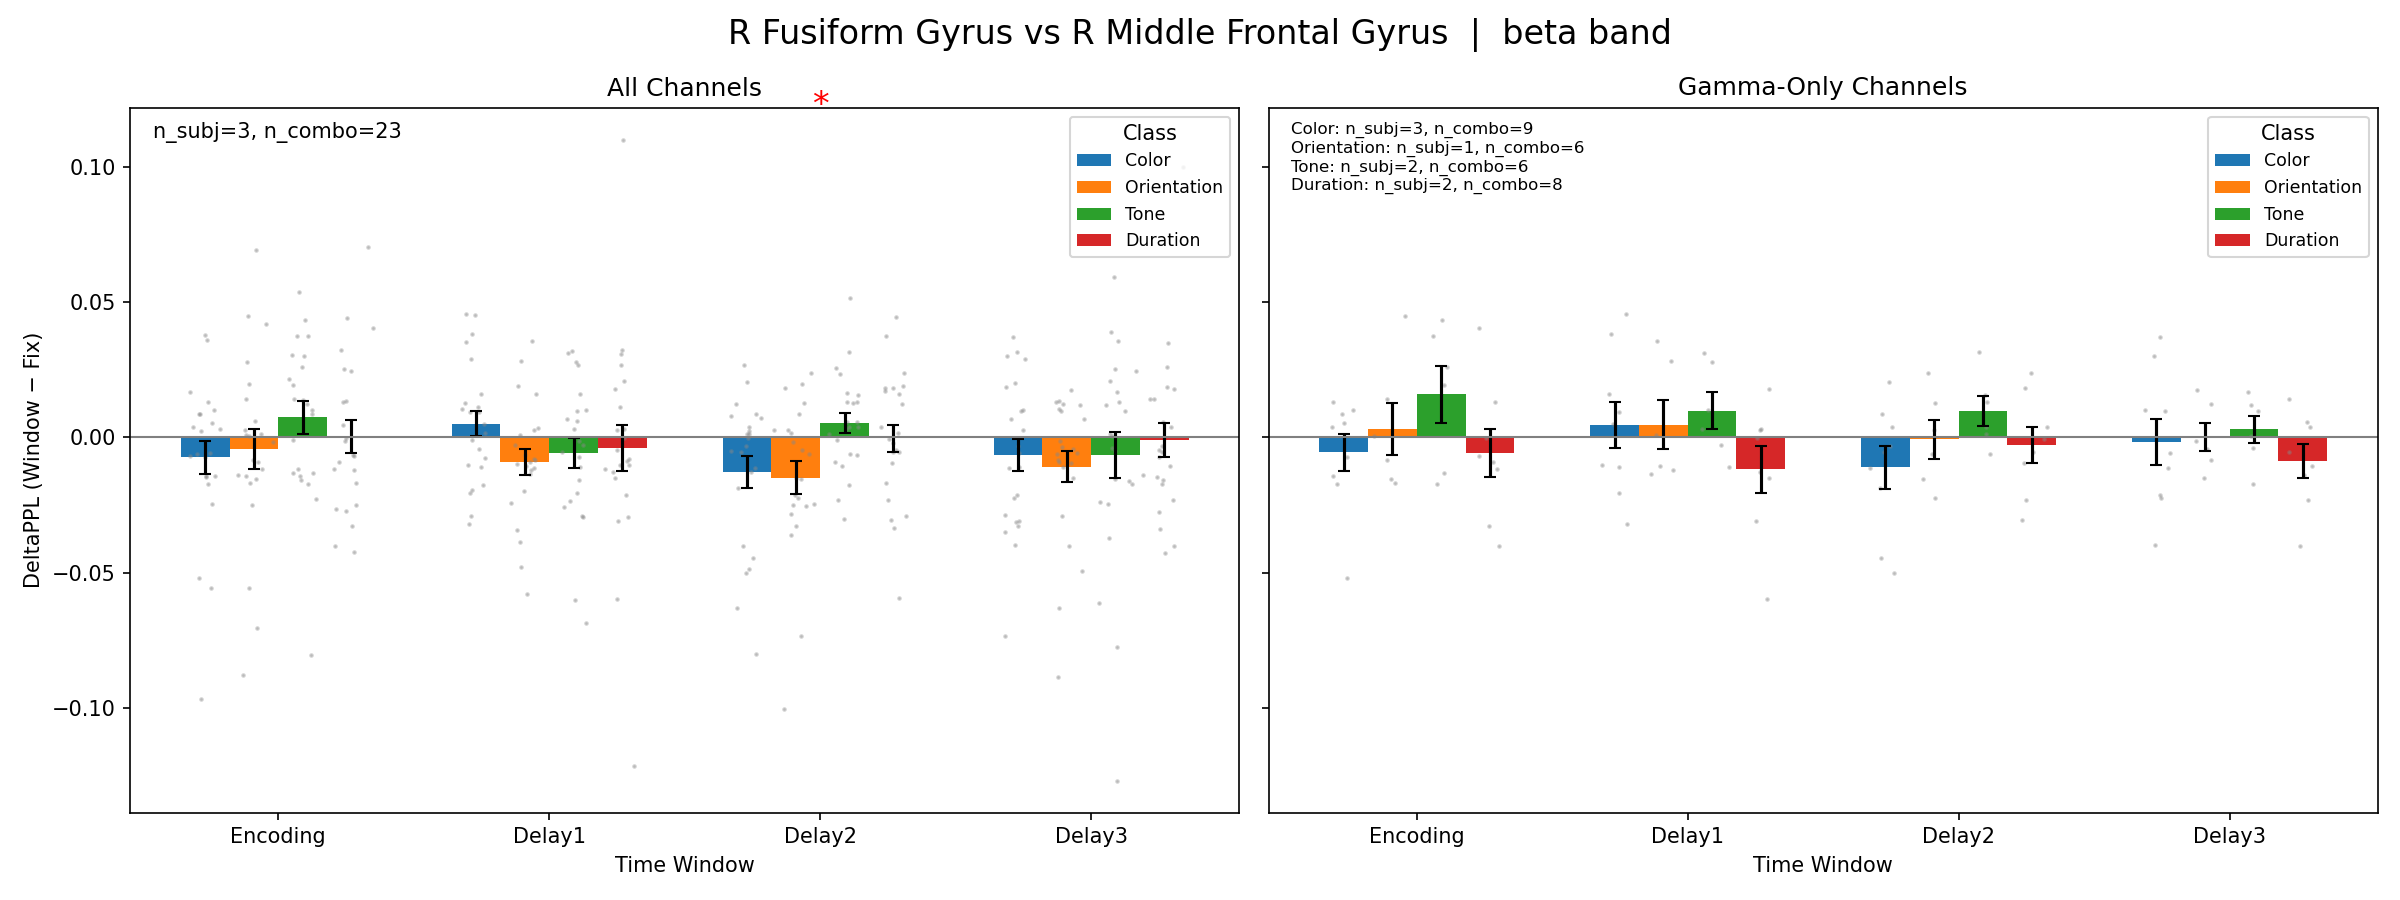 R Fusiform Gyrus vs R Middle Frontal Gyrus | beta band
All Channels
*
n_subj=3, n_combo=23
Class
Color
Orientation
Tone
Duration
0.10
0.05
0.00
−0.05
−0.10
DeltaPPL (Window − Fix)
Encoding
Delay1
Delay2
Delay3
Time Window
Gamma-Only Channels
Color: n_subj=3, n_combo=9
Orientation: n_subj=1, n_combo=6
Tone: n_subj=2, n_combo=6
Duration: n_subj=2, n_combo=8
Class
Color
Orientation
Tone
Duration
Encoding
Delay1
Delay2
Delay3
Time Window